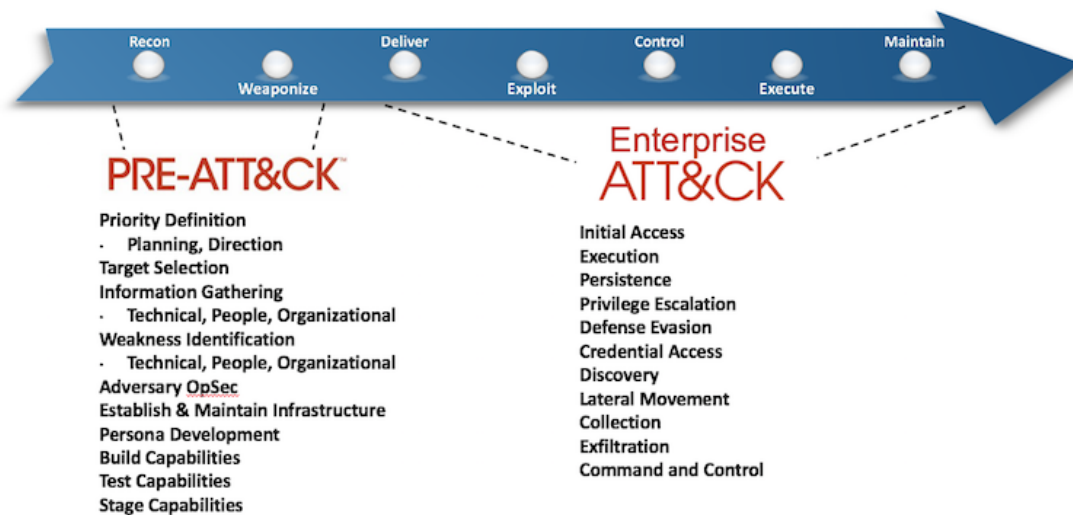 Recon
Deliver
Control
Maintain
Weaponize
Exploit
Execute
PRE-ATT&CK™
Priority Definition
· Planning, Direction
Target Selection
Information Gathering
· Technical, People, Organizational
Weakness Identification
· Technical, People, Organizational
Adversary OpSec
Establish & Maintain Infrastructure
Persona Development
Build Capabilities
Test Capabilities
Stage Capabilities
Enterprise
ATT&CK
Initial Access
Execution
Persistence
Privilege Escalation
Defense Evasion
Credential Access
Discovery
Lateral Movement
Collection
Exfiltration
Command and Control